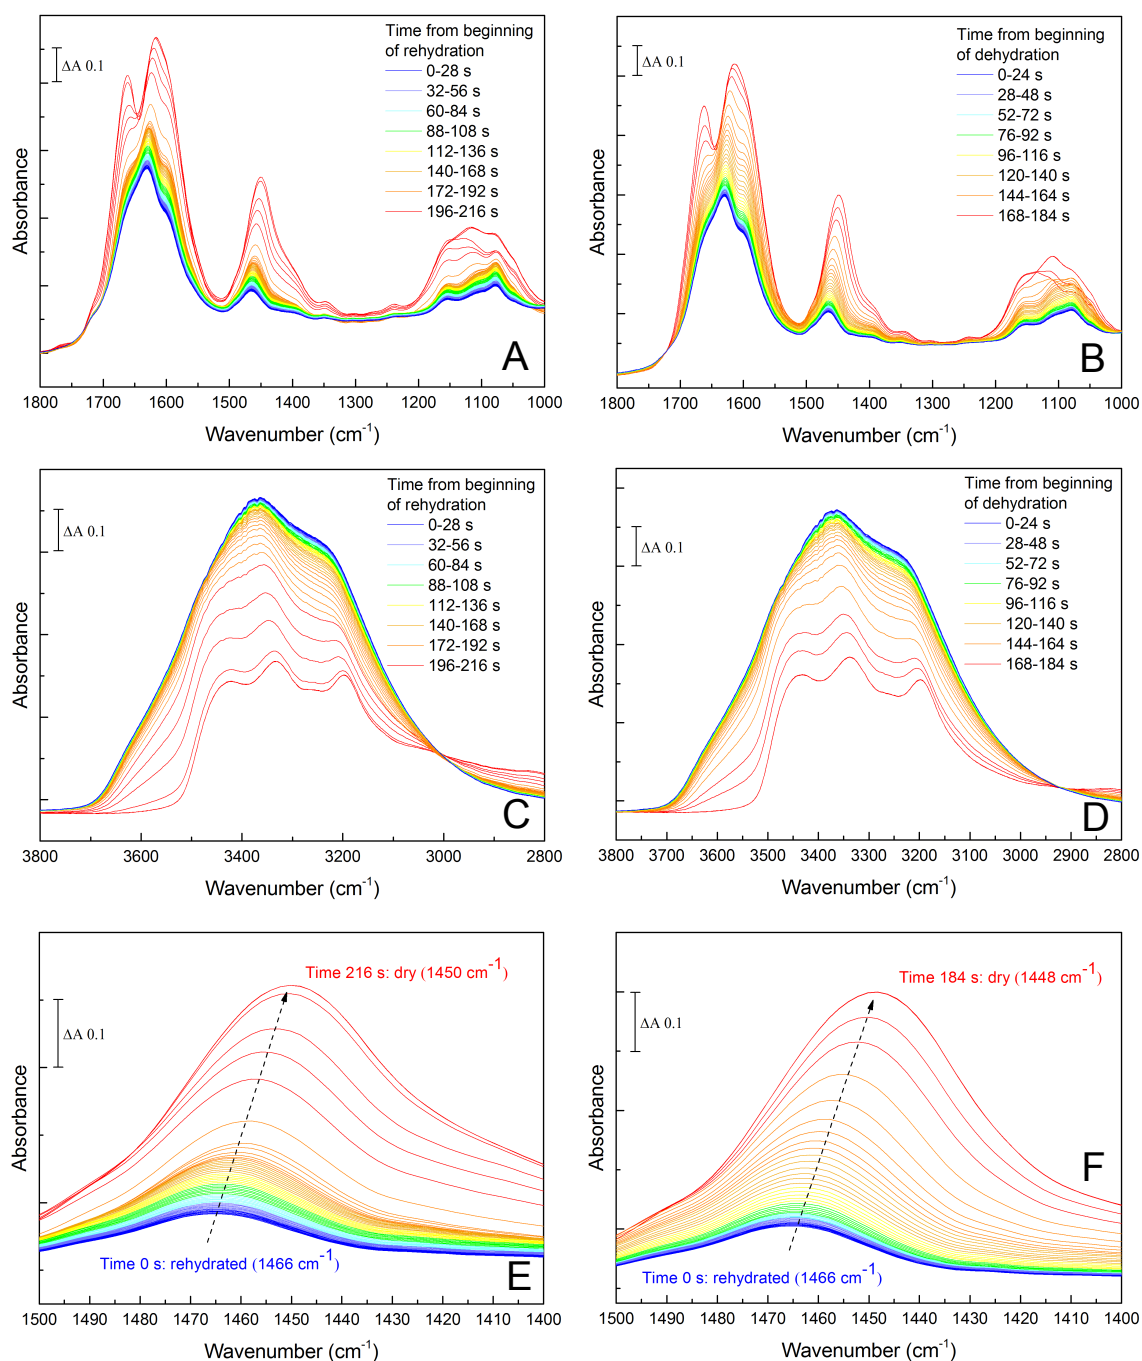 Time from beginning
of rehydration
0-28 s
32-56 s
60-84 s
88-108 s
112-136 s
140-168 s
172-192 s
196-216 s
ΔA 0.1
Absorbance
A
1800 1700 1600 1500 1400 1300 1200 1100 1000
Wavenumber (cm⁻¹)
Time from beginning
of dehydration
0-24 s
28-48 s
52-72 s
76-92 s
96-116 s
120-140 s
144-164 s
168-184 s
ΔA 0.1
Absorbance
B
1800 1700 1600 1500 1400 1300 1200 1100 1000
Wavenumber (cm⁻¹)
Time from beginning
of rehydration
0-28 s
32-56 s
60-84 s
88-108 s
112-136 s
140-168 s
172-192 s
196-216 s
ΔA 0.1
Absorbance
C
3800 3600 3400 3200 3000 2800
Wavenumber (cm⁻¹)
Time from beginning
of dehydration
0-24 s
28-48 s
52-72 s
76-92 s
96-116 s
120-140 s
144-164 s
168-184 s
ΔA 0.1
Absorbance
D
3800 3700 3600 3500 3400 3300 3200 3100 3000 2900 2800
Wavenumber (cm⁻¹)
Time 216 s: dry (1450 cm⁻¹)
ΔA 0.1
Absorbance
Time 0 s: rehydrated (1466 cm⁻¹)
E
1500 1490 1480 1470 1460 1450 1440 1430 1420 1410 1400
Wavenumber (cm⁻¹)
Time 184 s: dry (1448 cm⁻¹)
ΔA 0.1
Absorbance
F
Time 0 s: rehydrated (1466 cm⁻¹)
1500 1490 1480 1470 1460 1450 1440 1430 1420 1410 1400
Wavenumber (cm⁻¹)